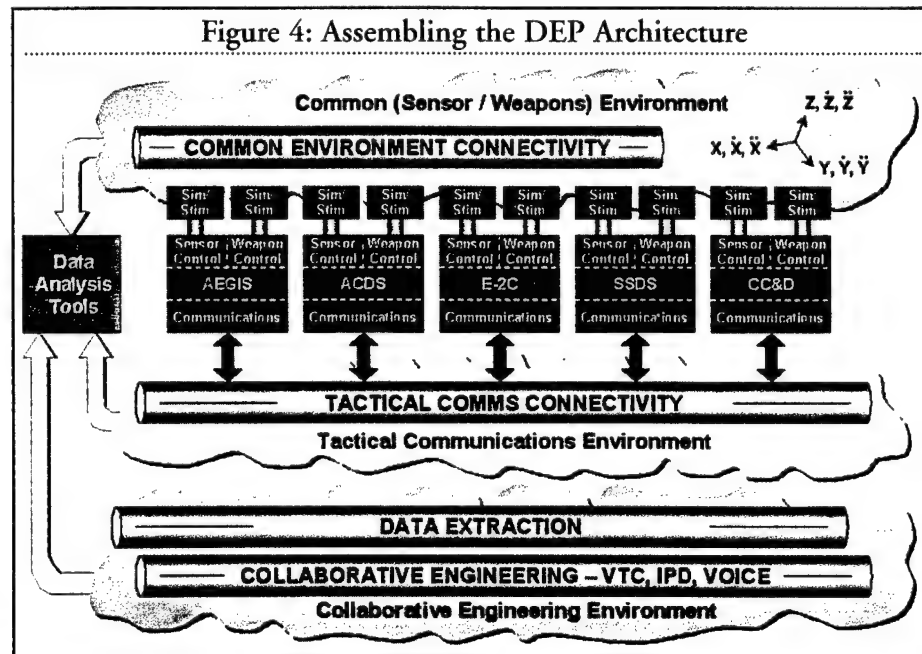 Figure 4: Assembling the DEP Architecture
Common (Sensor / Weapons) Environment
COMMON ENVIRONMENT CONNECTIVITY
Z, Ż, Z̈
X, Ẋ, Ẍ
Y, Ẏ, Ÿ
Sim/ Stim Sim/ Stim Sim/ Stim Sim/ Stim Sim/ Stim Sim/ Stim Sim/ Stim Sim/ Stim Sim/ Stim Sim/ Stim
Data Analysis Tools
Sensor Control Weapon Control Sensor Control Weapon Control Sensor Control Weapon Control Sensor Control Weapon Control Sensor Control Weapon Control
AEGIS ACDS E-2C SSDS CC&D
Communications Communications Communications Communications Communications
TACTICAL COMMS CONNECTIVITY
Tactical Communications Environment
DATA EXTRACTION
COLLABORATIVE ENGINEERING – VTC, IPD, VOICE
Collaborative Engineering Environment